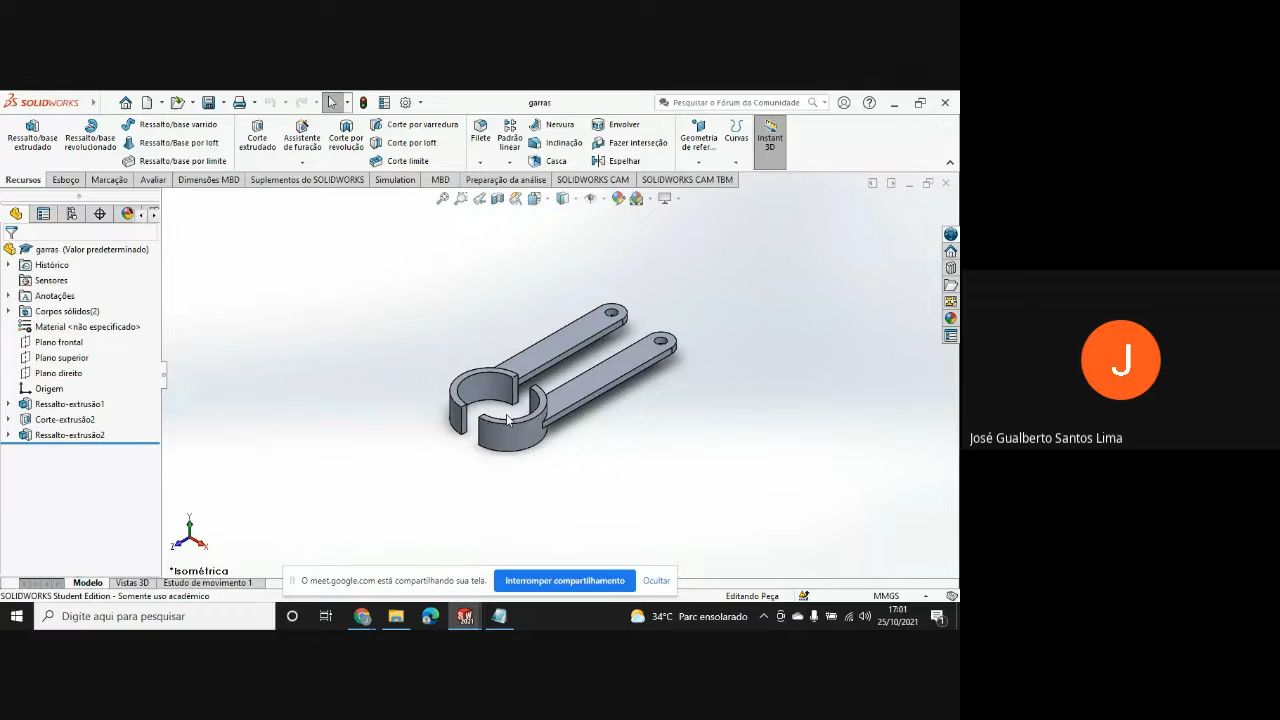 SOLIDWORKS
garras
Pesquisar o Fórum da Comunidade
Ressalto/base extrudado
Ressalto/base revolucionado
Ressalto/base varrido
Ressalto/base por loft
Ressalto/base por limite
Corte extrudado
Assistente de furação
Corte por revolução
Corte por varredura
Corte por loft
Corte limite
Filete
Padrão linear
Nervura
Inclinação
Casca
Envolver
Fazer interseção
Espelhar
Geometria de refer...
Curvas
Instant 3D
Recursos
Esboço
Marcação
Avaliar
Dimensões MBD
Suplementos do SOLIDWORKS
Simulation
MBD
Preparação da análise
SOLIDWORKS CAM
SOLIDWORKS CAM TBM
garras (Valor predeterminado)
Histórico
Sensores
Anotações
Corpos sólidos(2)
Material <não especificado>
Plano frontal
Plano superior
Plano direito
Origem
Ressalto-extrusão1
Corte-extrusão2
Ressalto-extrusão2
Y
Z
X
*Isométrica
José Gualberto Santos Lima
J
O meet.google.com está compartilhando sua tela.
Interromper compartilhamento
Ocultar
Modelo
Vistas 3D
Estudo de movimento 1
SOLIDWORKS Student Edition - Somente uso acadêmico
Editando Peça
MMGS
Digite aqui para pesquisar
34°C Parc ensolarado
17:01
25/10/2021